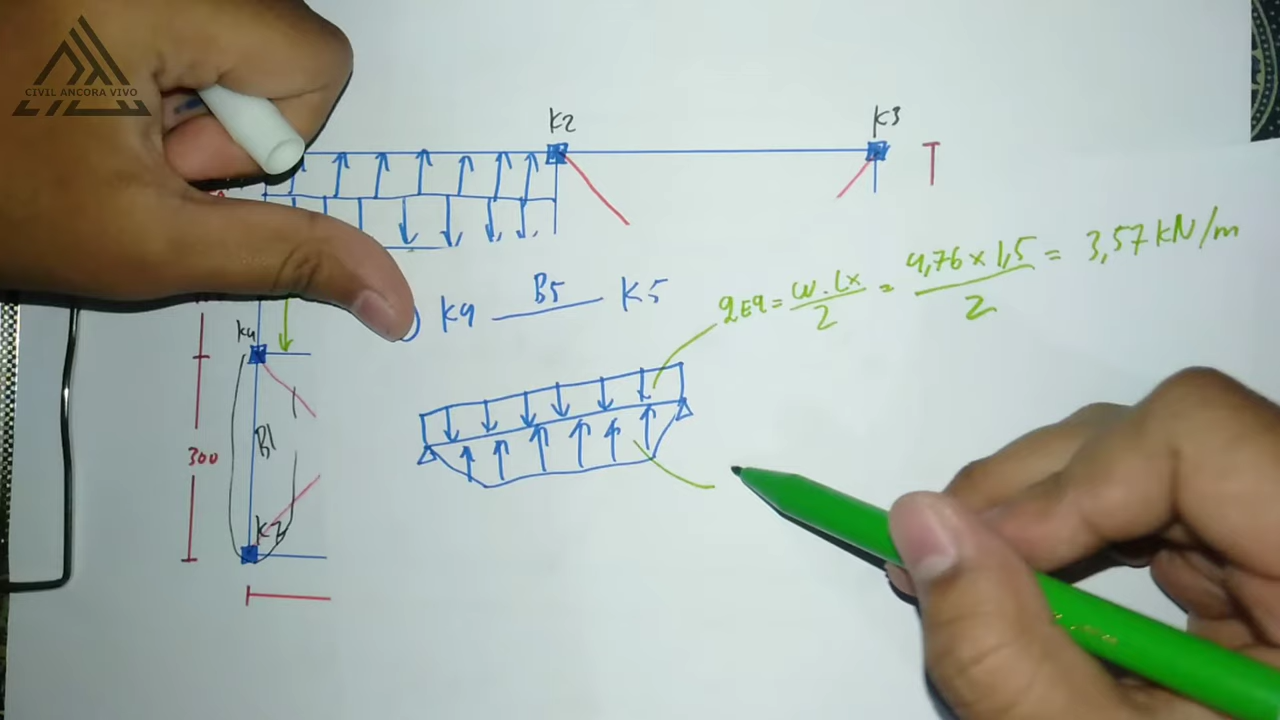 CIVIL ANCORA VIVO
K2
K3
K4 B5 K5
qEq = w.Lx/2 = 4,76 x 1,5/2 = 3,57 kN/m
K4
B1
300
K7